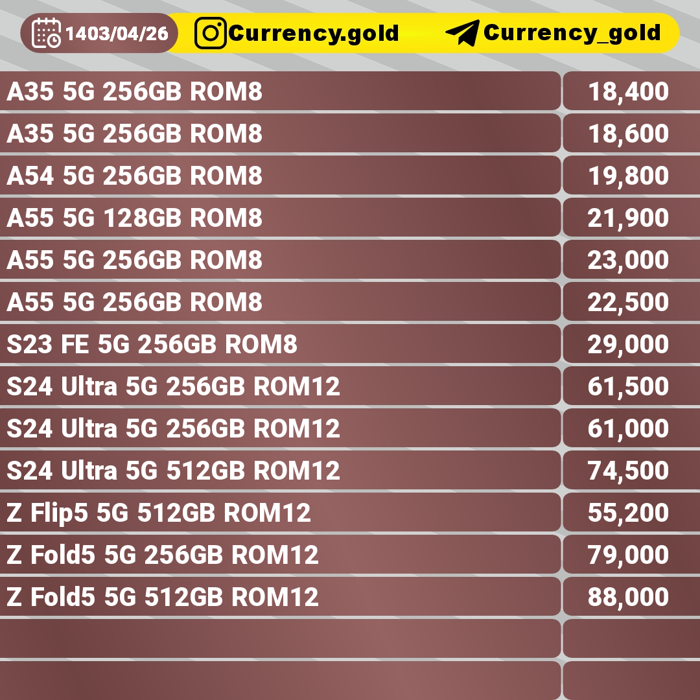 1403/04/26 Currency.gold Currency_gold
A35 5G 256GB ROM8 18,400
A35 5G 256GB ROM8 18,600
A54 5G 256GB ROM8 19,800
A55 5G 128GB ROM8 21,900
A55 5G 256GB ROM8 23,000
A55 5G 256GB ROM8 22,500
S23 FE 5G 256GB ROM8 29,000
S24 Ultra 5G 256GB ROM12 61,500
S24 Ultra 5G 256GB ROM12 61,000
S24 Ultra 5G 512GB ROM12 74,500
Z Flip5 5G 512GB ROM12 55,200
Z Fold5 5G 256GB ROM12 79,000
Z Fold5 5G 512GB ROM12 88,000